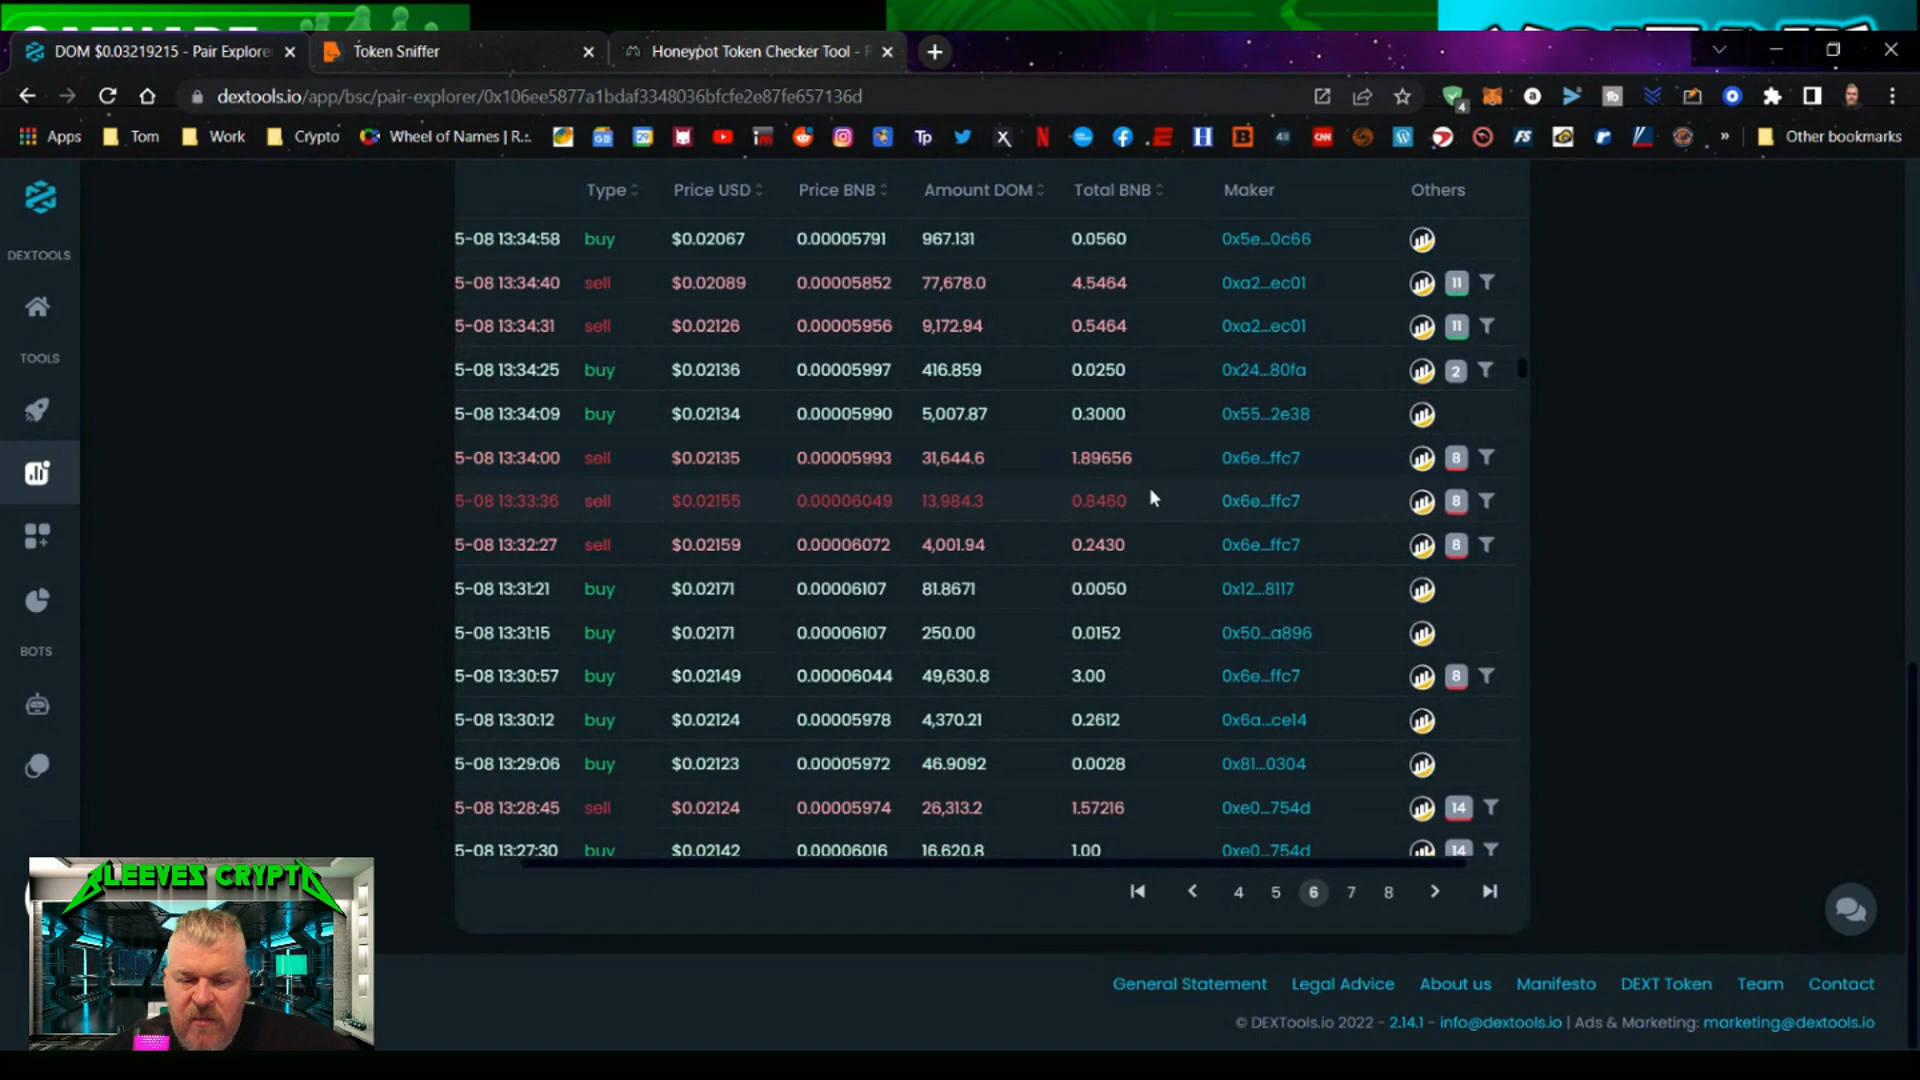 DOM $0.03219215 - Pair Explore
Token Sniffer
Honeypot Token Checker Tool -
dextools.io/app/bsc/pair-explorer/0x106ee5877a1bdaf3348036bfcfe2e87fe657136d
4
Apps Tom Work Crypto Wheel of Names | R... Tp 411 CNN FS » Other bookmarks
DEXTOOLS
TOOLS
BOTS
Type Price USD Price BNB Amount DOM Total BNB Maker Others
5-08 13:34:58 buy $0.02067 0.00005791 967.131 0.0560 0x5e...0c66
5-08 13:34:40 sell $0.02089 0.00005852 77,678.0 4.5464 0xa2...ec01 11
5-08 13:34:31 sell $0.02126 0.00005956 9,172.94 0.5464 0xa2...ec01 11
5-08 13:34:25 buy $0.02136 0.00005997 416.859 0.0250 0x24...80fa 2
5-08 13:34:09 buy $0.02134 0.00005990 5,007.87 0.3000 0x55...2e38
5-08 13:34:00 sell $0.02135 0.00005993 31,644.6 1.89656 0x6e...ffc7 8
5-08 13:33:36 sell $0.02155 0.00006049 13,984.3 0.8460 0x6e...ffc7 8
5-08 13:32:27 sell $0.02159 0.00006072 4,001.94 0.2430 0x6e...ffc7 8
5-08 13:31:21 buy $0.02171 0.00006107 81.8671 0.0050 0x12...8117
5-08 13:31:15 buy $0.02171 0.00006107 250.00 0.0152 0x50...a896
5-08 13:30:57 buy $0.02149 0.00006044 49,630.8 3.00 0x6e...ffc7 8
5-08 13:30:12 buy $0.02124 0.00005978 4,370.21 0.2612 0x6a...ce14
5-08 13:29:06 buy $0.02123 0.00005972 46.9092 0.0028 0x81...0304
5-08 13:28:45 sell $0.02124 0.00005974 26,313.2 1.57216 0xe0...754d 14
5-08 13:27:30 buy $0.02142 0.00006016 16,620.8 1.00 0xe0...754d 14
4 5 6 7 8
BLEEVES CRYPTO
General Statement Legal Advice About us Manifesto DEXT Token Team Contact
© DEXTools.io 2022 - 2.14.1 - info@dextools.io | Ads & Marketing: marketing@dextools.io